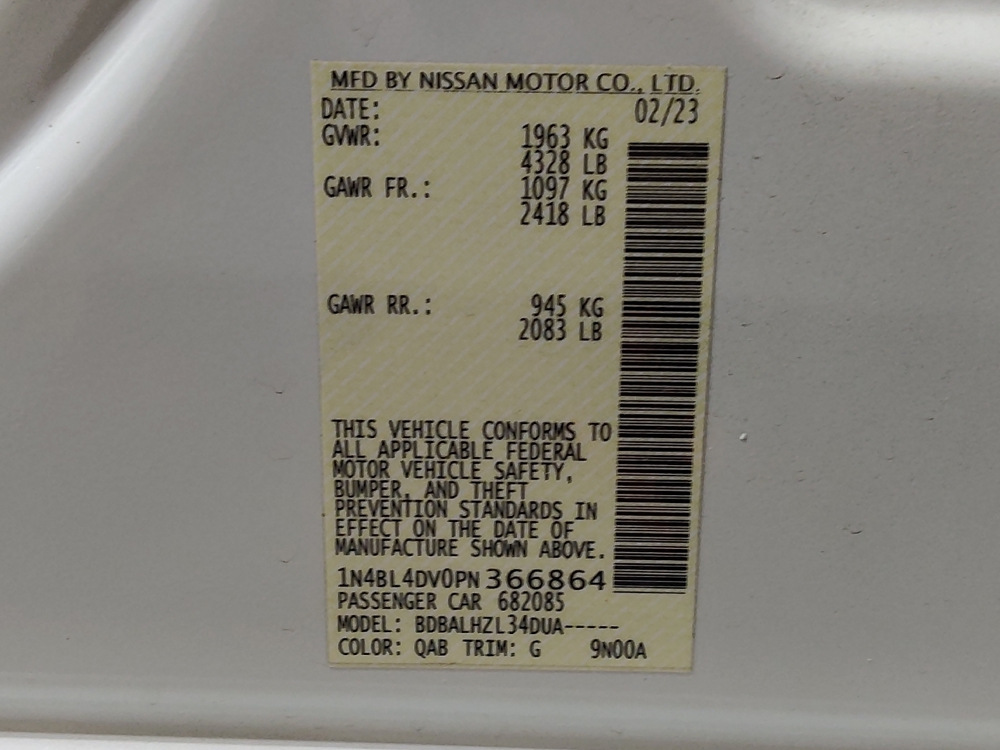 MFD BY NISSAN MOTOR CO., LTD.
DATE: 02/23
GVWR: 1963 KG
4328 LB
GAWR FR.: 1097 KG
2418 LB
GAWR RR.: 945 KG
2083 LB
THIS VEHICLE CONFORMS TO
ALL APPLICABLE FEDERAL
MOTOR VEHICLE SAFETY,
BUMPER, AND THEFT
PREVENTION STANDARDS IN
EFFECT ON THE DATE OF
MANUFACTURE SHOWN ABOVE.
1N4BL4DV0PN366864
PASSENGER CAR 682085
MODEL: BDBALHZL34DUA-----
COLOR: QAB TRIM: G 9N00A